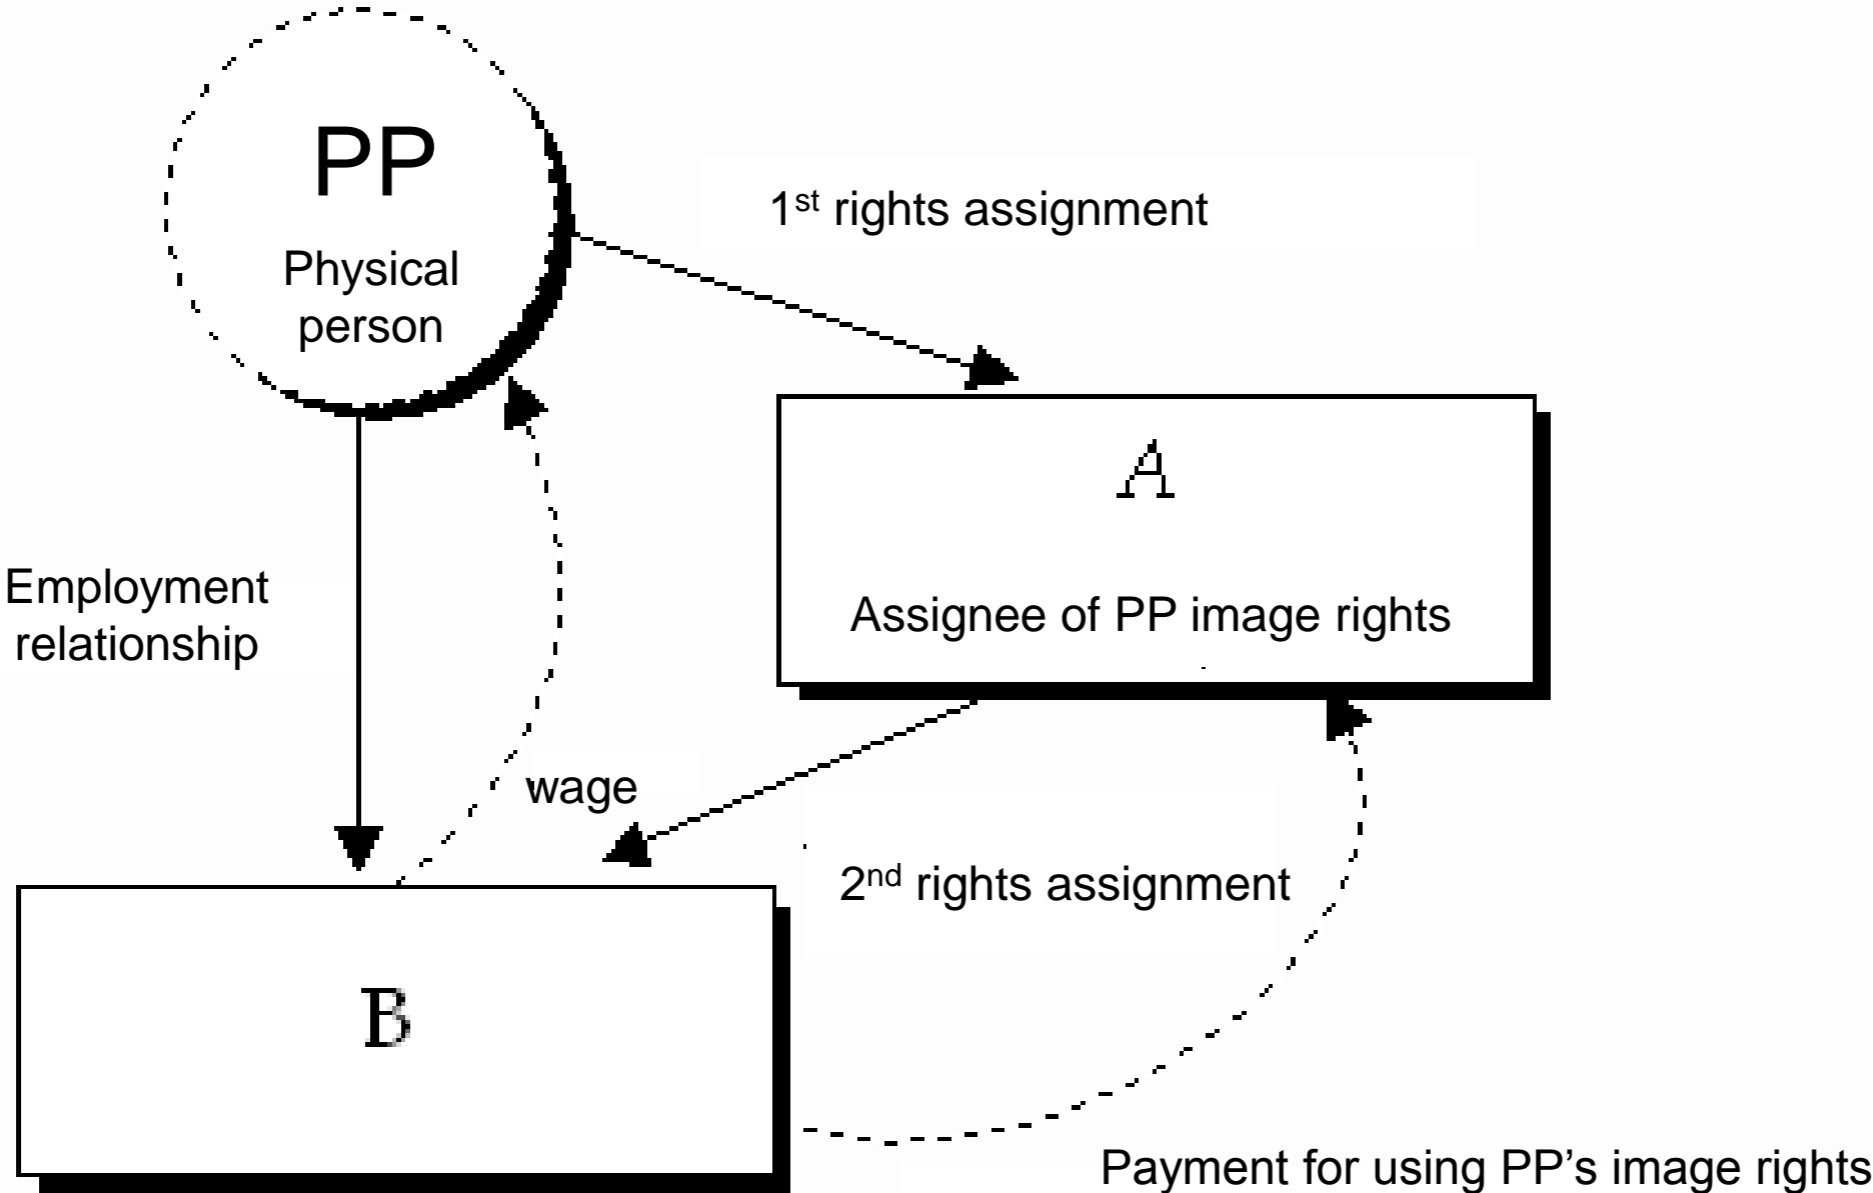 PP
Physical
person
1st rights assignment
A
Assignee of PP image rights
Employment
relationship
wage
2nd rights assignment
B
Payment for using PP’s image rights